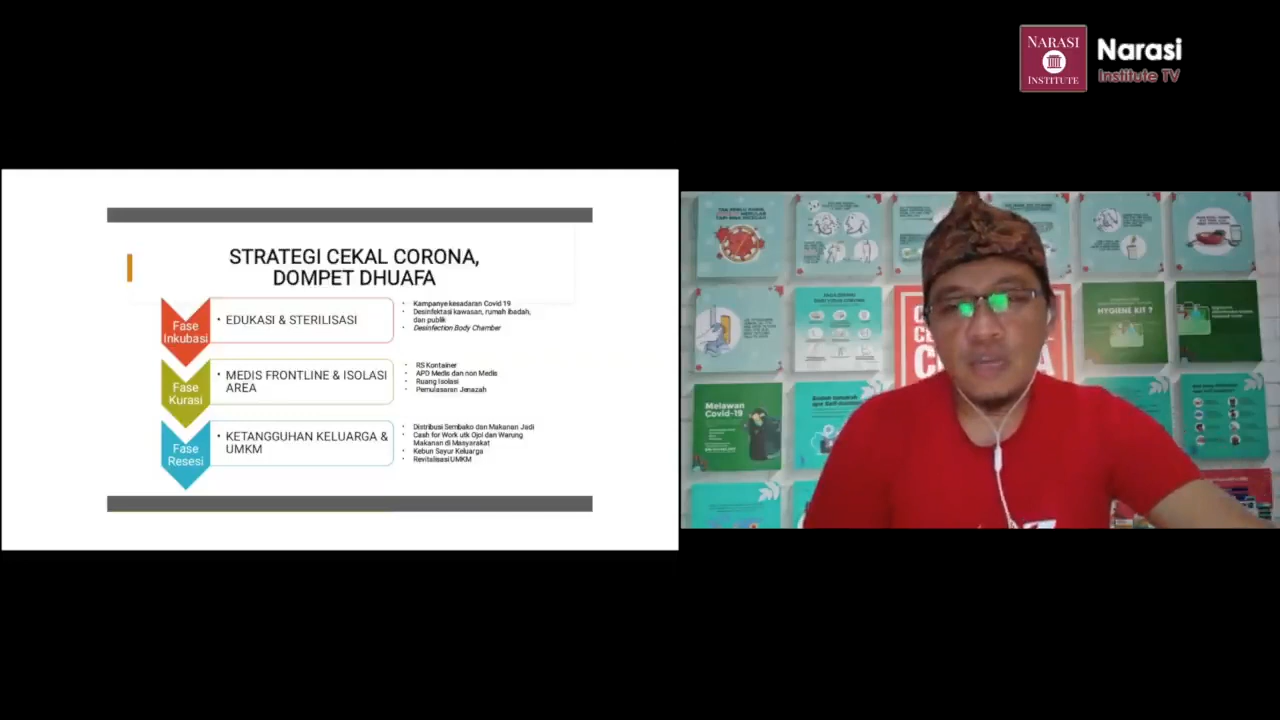 NARASI
INSTITUTE
Narasi
Institute TV
STRATEGI CEKAL CORONA,
DOMPET DHUAFA
Fase
Inkubasi
• EDUKASI & STERILISASI
• Kampanye kesadaran Covid 19
• Desinfektasi kawasan, rumah ibadah,
dan publik
• Desinfection Body Chamber
Fase
Kurasi
• MEDIS FRONTLINE & ISOLASI
AREA
• RS Kontainer
• APD Medis dan non Medis
• Ruang Isolasi
• Pemulasaran Jenazah
Fase
Resesi
• KETANGGUHAN KELUARGA &
UMKM
• Distribusi Sembako dan Makanan Jadi
• Cash for Work utk Ojol dan Warung
Makanan di Masyarakat
• Kebun Sayur Keluarga
• Revitalisasi UMKM
HYGIENE KIT ?
Melawan
Covid-19